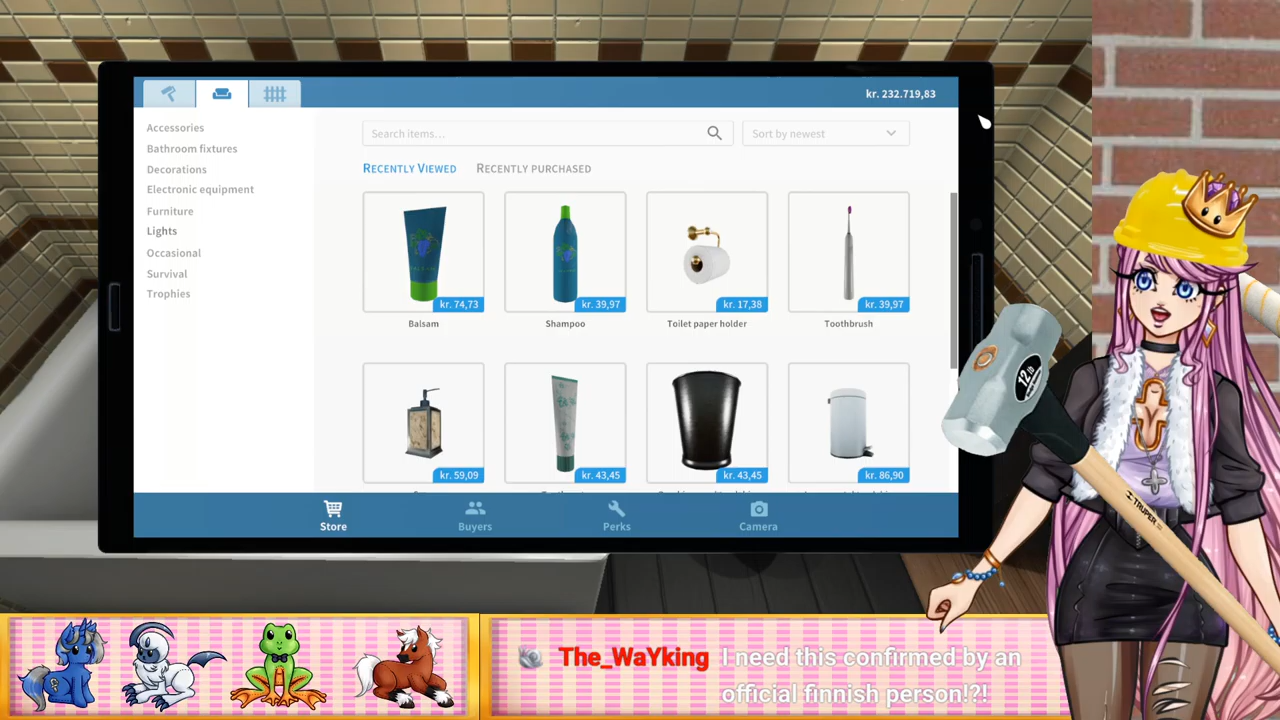 kr. 232.719,83
Accessories
Bathroom fixtures
Decorations
Electronic equipment
Furniture
Lights
Occasional
Survival
Trophies
Search items...
Sort by newest
RECENTLY VIEWED
RECENTLY PURCHASED
kr. 74,73
kr. 39,97
kr. 17,38
kr. 39,97
Balsam
Shampoo
Toilet paper holder
Toothbrush
kr. 59,09
kr. 43,45
kr. 43,45
kr. 86,90
Store
Buyers
Perks
Camera
12 lb
TRUPER
The_WaYking I need this confirmed by an
official finnish person!?!